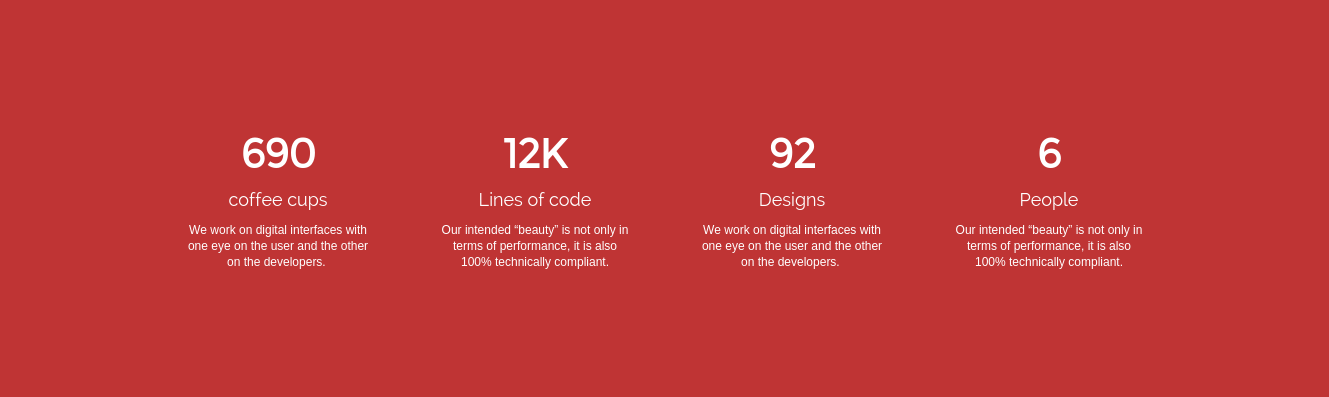 690
coffee cups
We work on digital interfaces with
one eye on the user and the other
on the developers.
12K
Lines of code
Our intended “beauty” is not only in
terms of performance, it is also
100% technically compliant.
92
Designs
We work on digital interfaces with
one eye on the user and the other
on the developers.
6
People
Our intended “beauty” is not only in
terms of performance, it is also
100% technically compliant.